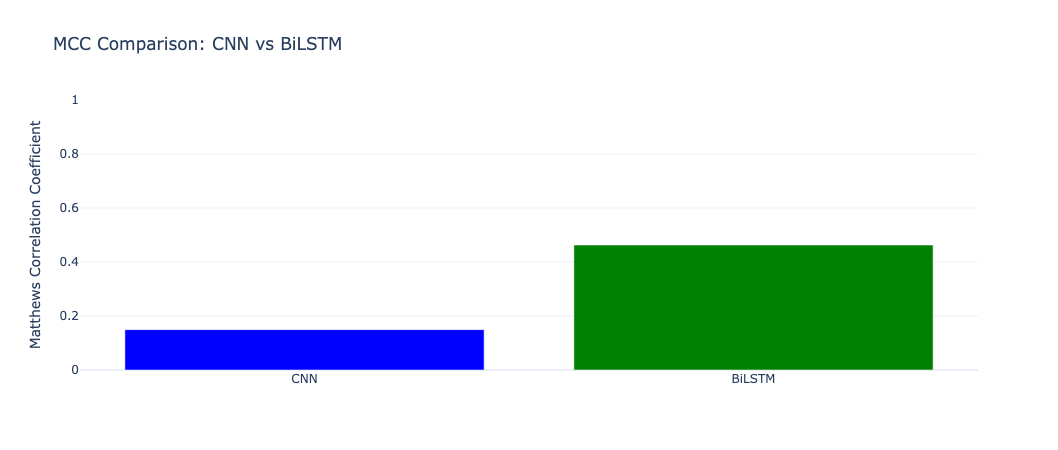 MCC Comparison: CNN vs BiLSTM
Matthews Correlation Coefficient
1
0.8
0.6
0.4
0.2
0
CNN
BiLSTM